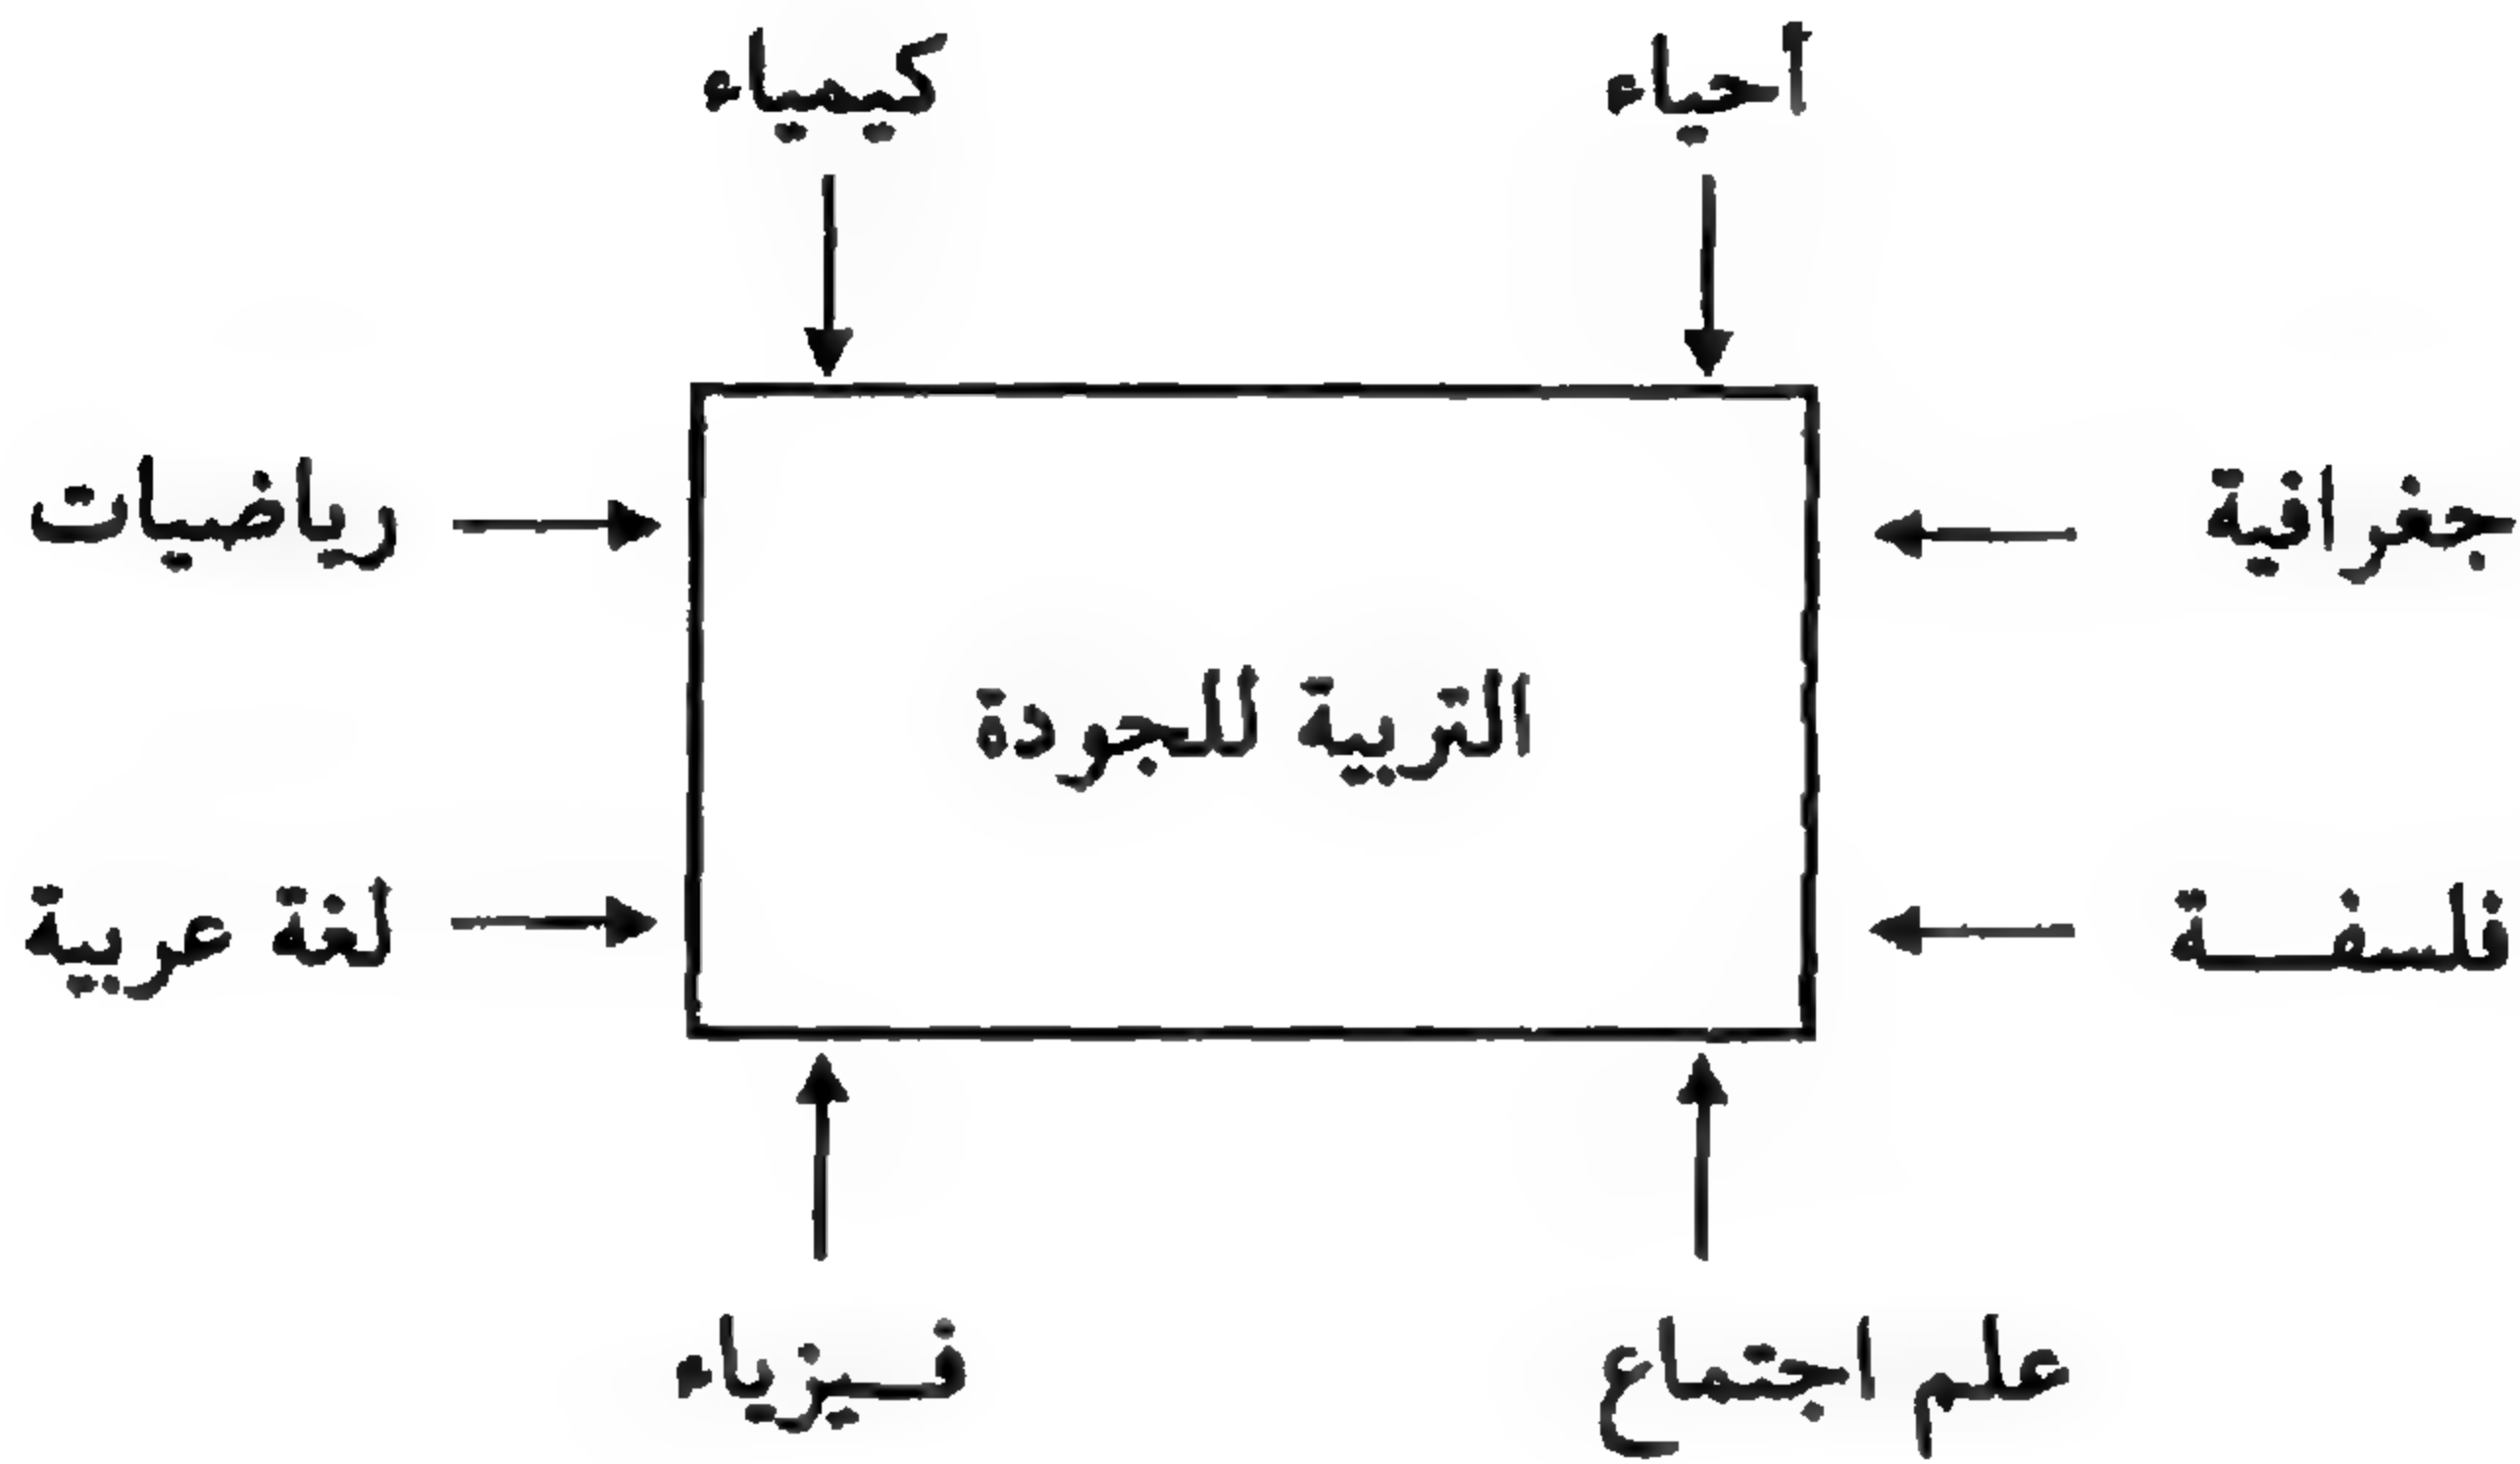 أحياء
كيمياء
جغرافية
رياضيات
التربية للجودة
فلسفة
لغة عربية
علم اجتماع
فيزياء